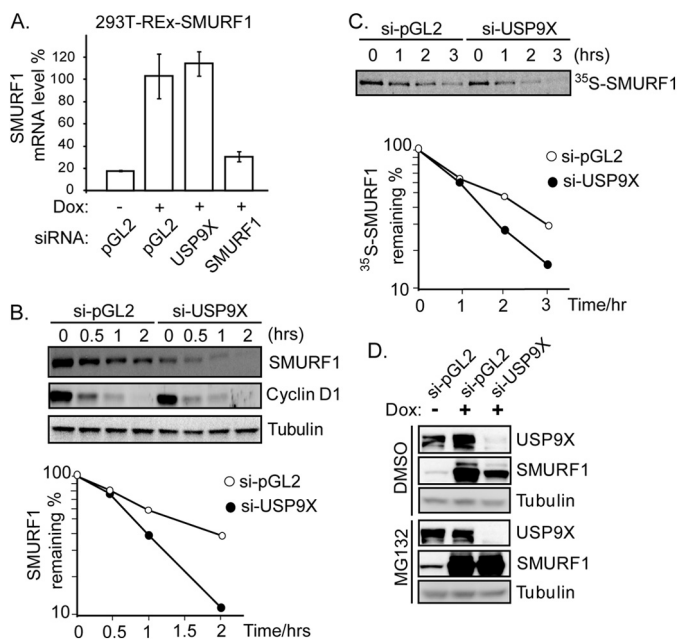 A.
293T-REx-SMURF1
SMURF1
mRNA level %
120
100
80
60
40
20
0
Dox: - + + +
siRNA: pGL2 pGL2 USP9X SMURF1
B.
si-pGL2 si-USP9X
0 0.5 1 2 0 0.5 1 2 (hrs)
SMURF1
Cyclin D1
Tubulin
SMURF1
remaining %
100
10
si-pGL2
si-USP9X
0 0.5 1 1.5 2 Time/hrs
C.
si-pGL2 si-USP9X
0 1 2 3 0 1 2 3 (hrs)
35S-SMURF1
35S-SMURF1
remaining %
100
10
si-pGL2
si-USP9X
0 1 2 3 Time/hr
D.
si-pGL2 si-pGL2 si-USP9X
Dox: - + +
DMSO
USP9X
SMURF1
Tubulin
MG132
USP9X
SMURF1
Tubulin